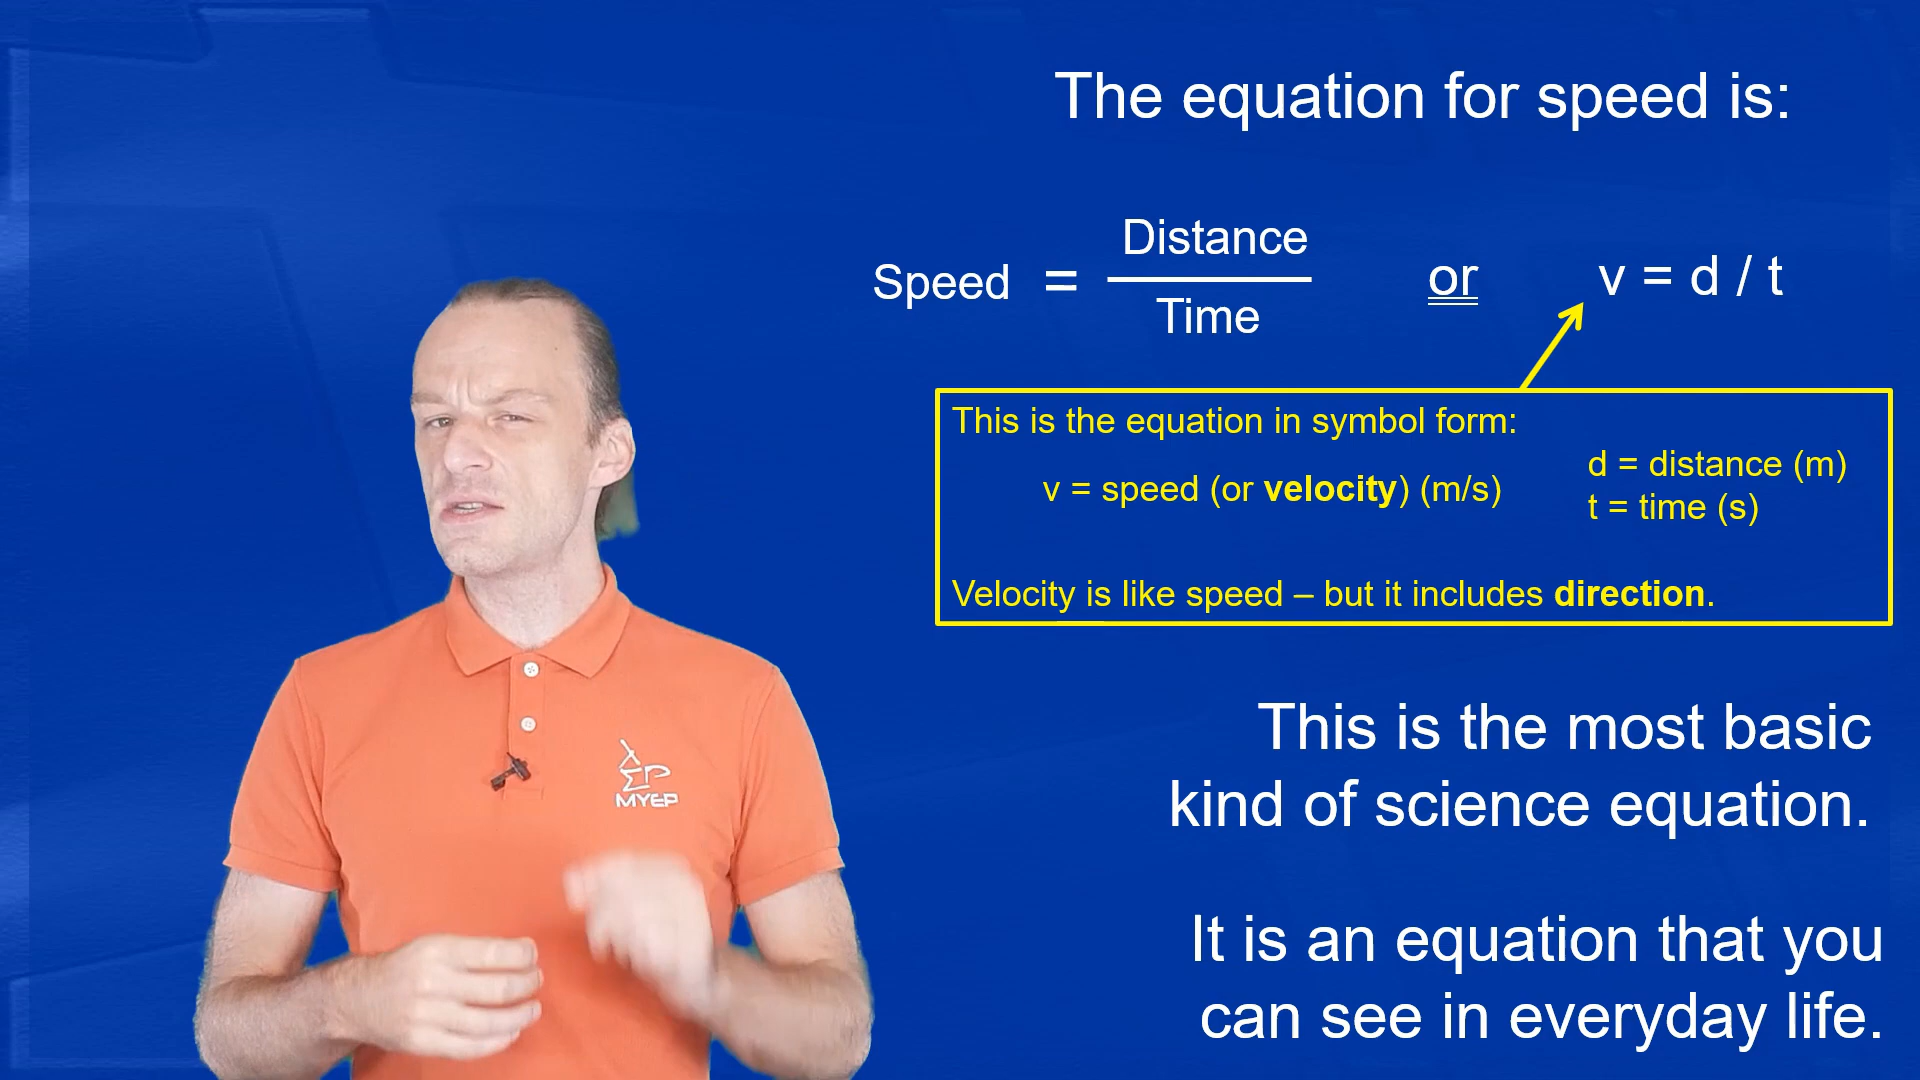 The equation for speed is:
Speed = Distance / Time or v = d / t
This is the equation in symbol form:
v = speed (or velocity) (m/s)
d = distance (m)
t = time (s)
Velocity is like speed – but it includes direction.
This is the most basic
kind of science equation.
It is an equation that you
can see in everyday life.
MYEP